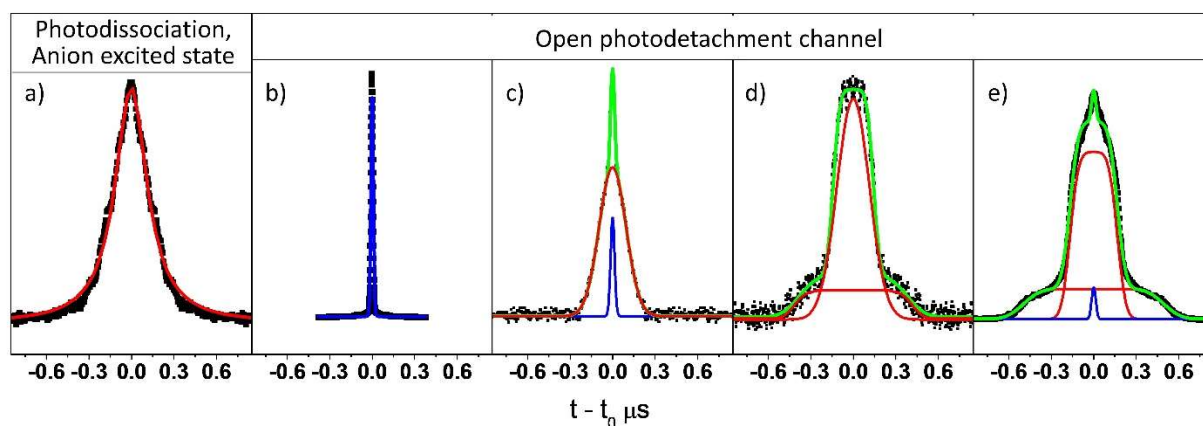 Photodissociation,
Anion excited state
Open photodetachment channel
a)
b)
c)
d)
e)
-0.6 -0.3 0.0 0.3 0.6 -0.6 -0.3 0.0 0.3 0.6 -0.6 -0.3 0.0 0.3 0.6 -0.6 -0.3 0.0 0.3 0.6 -0.6 -0.3 0.0 0.3 0.6
t - t₀ μs